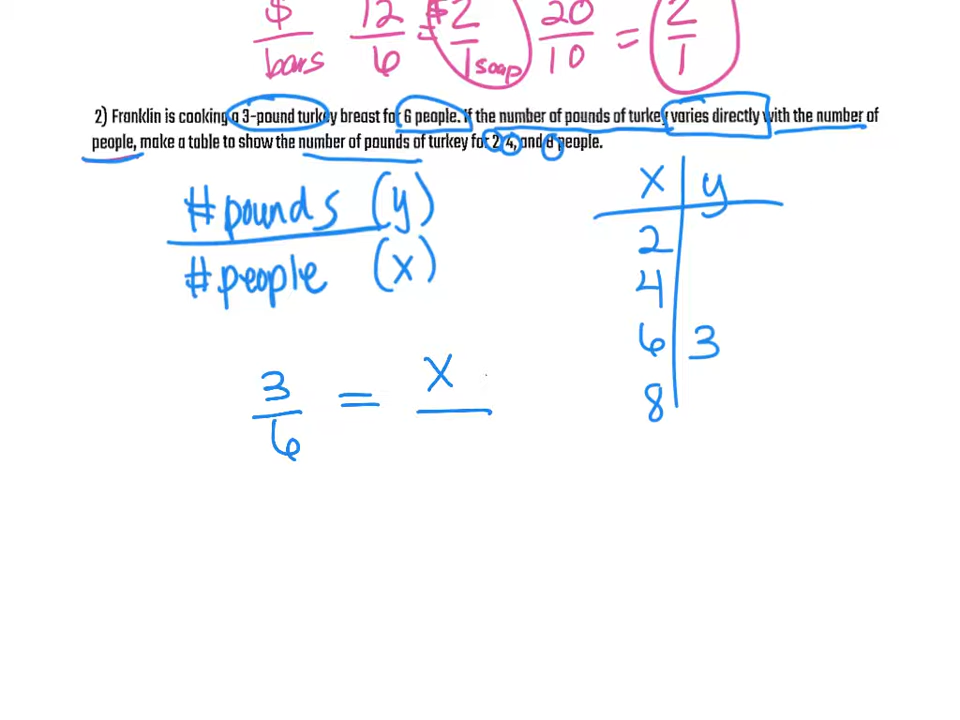 $ 12 $2 20 2
— — = — — = —
bars 6 1 soap 10 1
2) Franklin is cooking a 3-pound turkey breast for 6 people. If the number of pounds of turkey varies directly with the number of
people, make a table to show the number of pounds of turkey for 2, 4, and 8 people.
# pounds (y)
# people (x)
x y
2
4
6 3
8
3 x
— = —
6